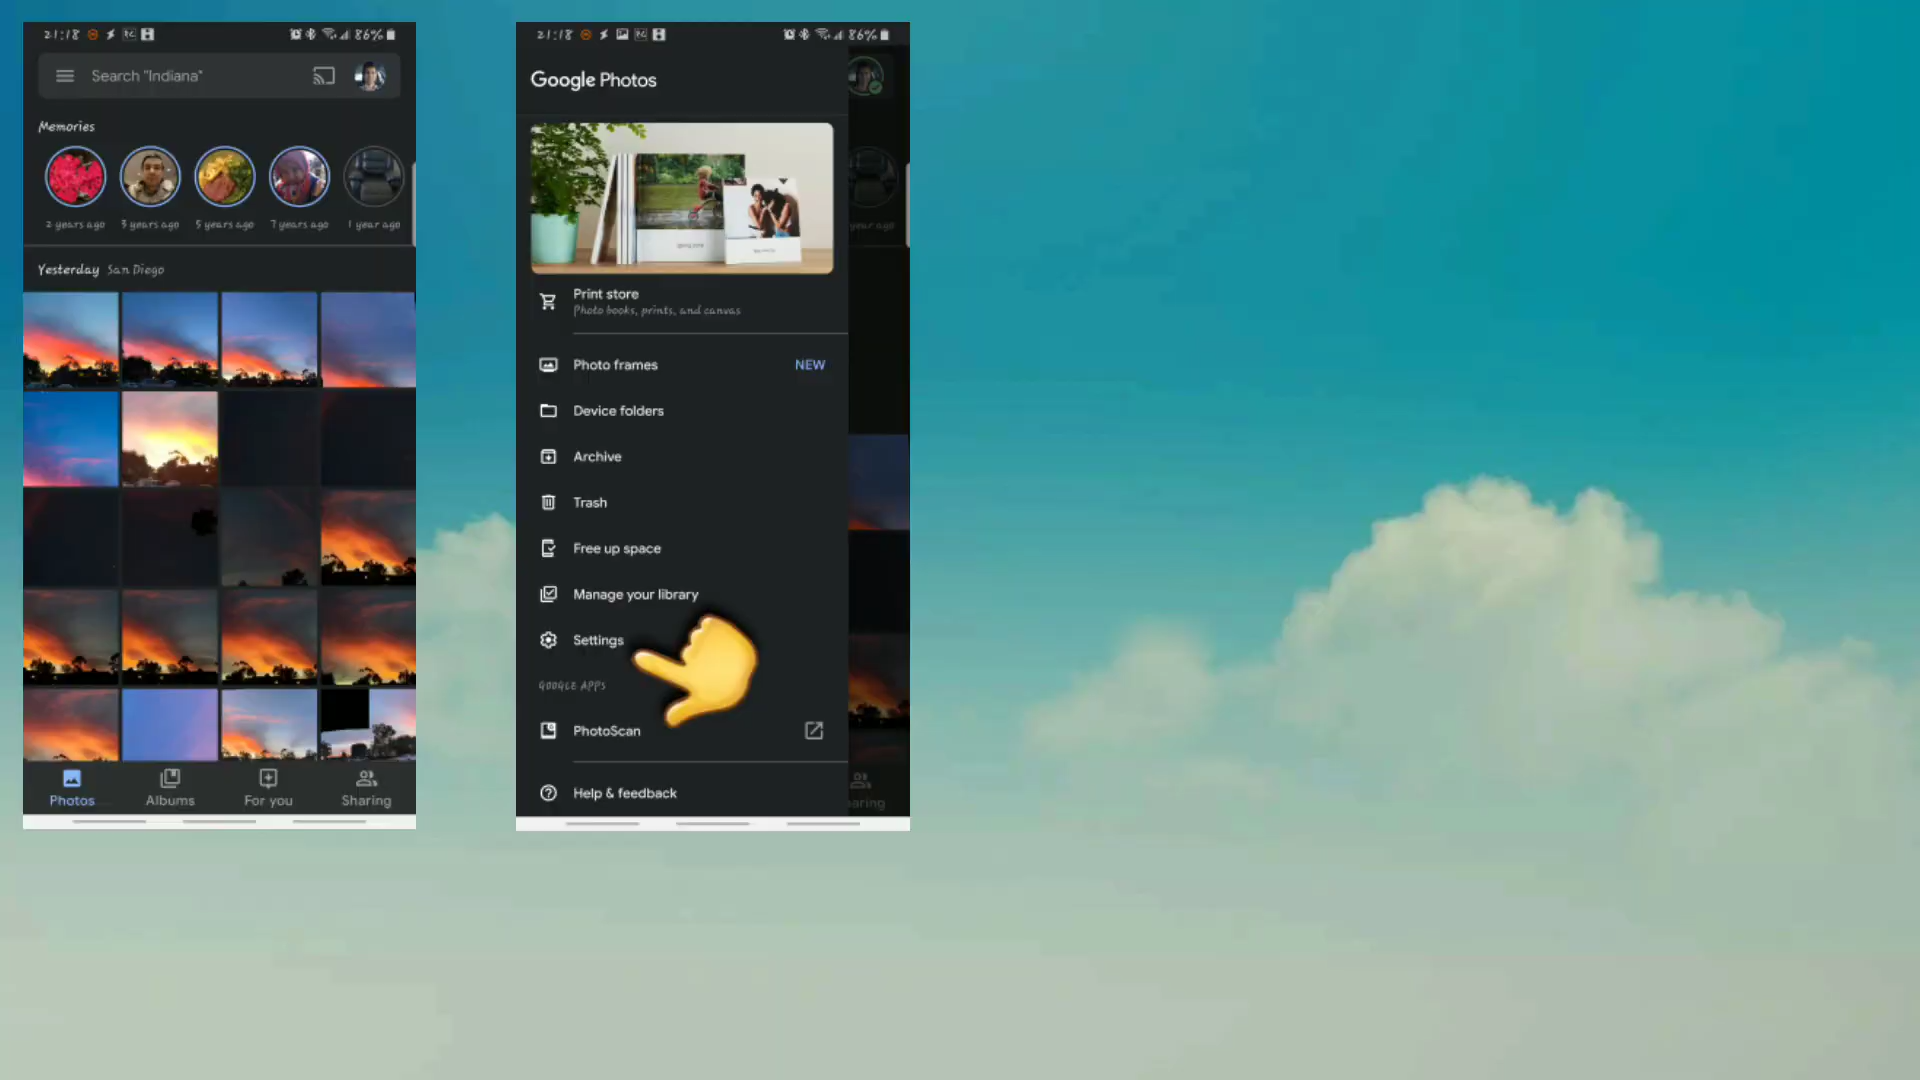 21:18
86%
Search "Indiana"
Memories
2 years ago
3 years ago
5 years ago
7 years ago
1 year ago
Yesterday San Diego
Photos
Albums
For you
Sharing
21:18
86%
Google Photos
Print store
Photo books, prints, and canvas
Photo frames
NEW
Device folders
Archive
Trash
Free up space
Manage your library
Settings
GOOGLE APPS
PhotoScan
Help & feedback
year ago
aring